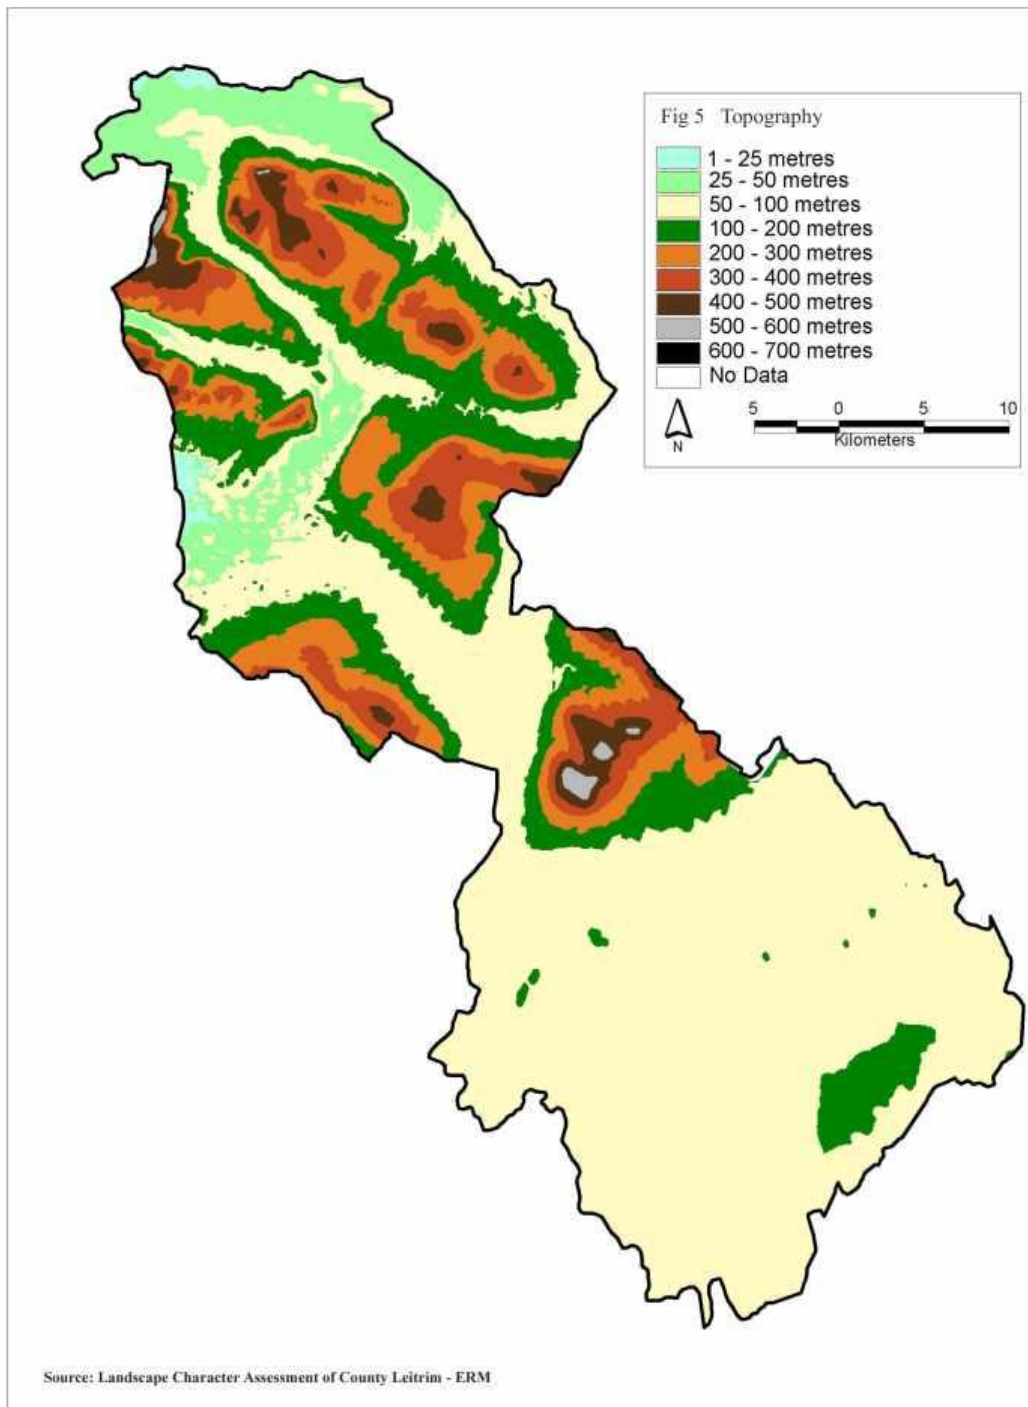 Fig 5 Topography
1 - 25 metres
25 - 50 metres
50 - 100 metres
100 - 200 metres
200 - 300 metres
300 - 400 metres
400 - 500 metres
500 - 600 metres
600 - 700 metres
No Data
5 0 5 10
Kilometers
N
Source: Landscape Character Assessment of County Leitrim - ERM